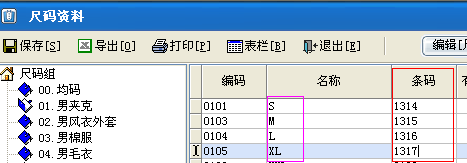 尺码资料
保存[S] 导出[O] 打印[P] 表栏[B] 退出[E] 编辑[
尺码组
00. 均码
01. 男夹克
02. 男风衣外套
03. 男棉服
04. 男毛衣
编码 名称 条码
0101 S 1314
0103 M 1315
0104 L 1316
0105 XL 1317